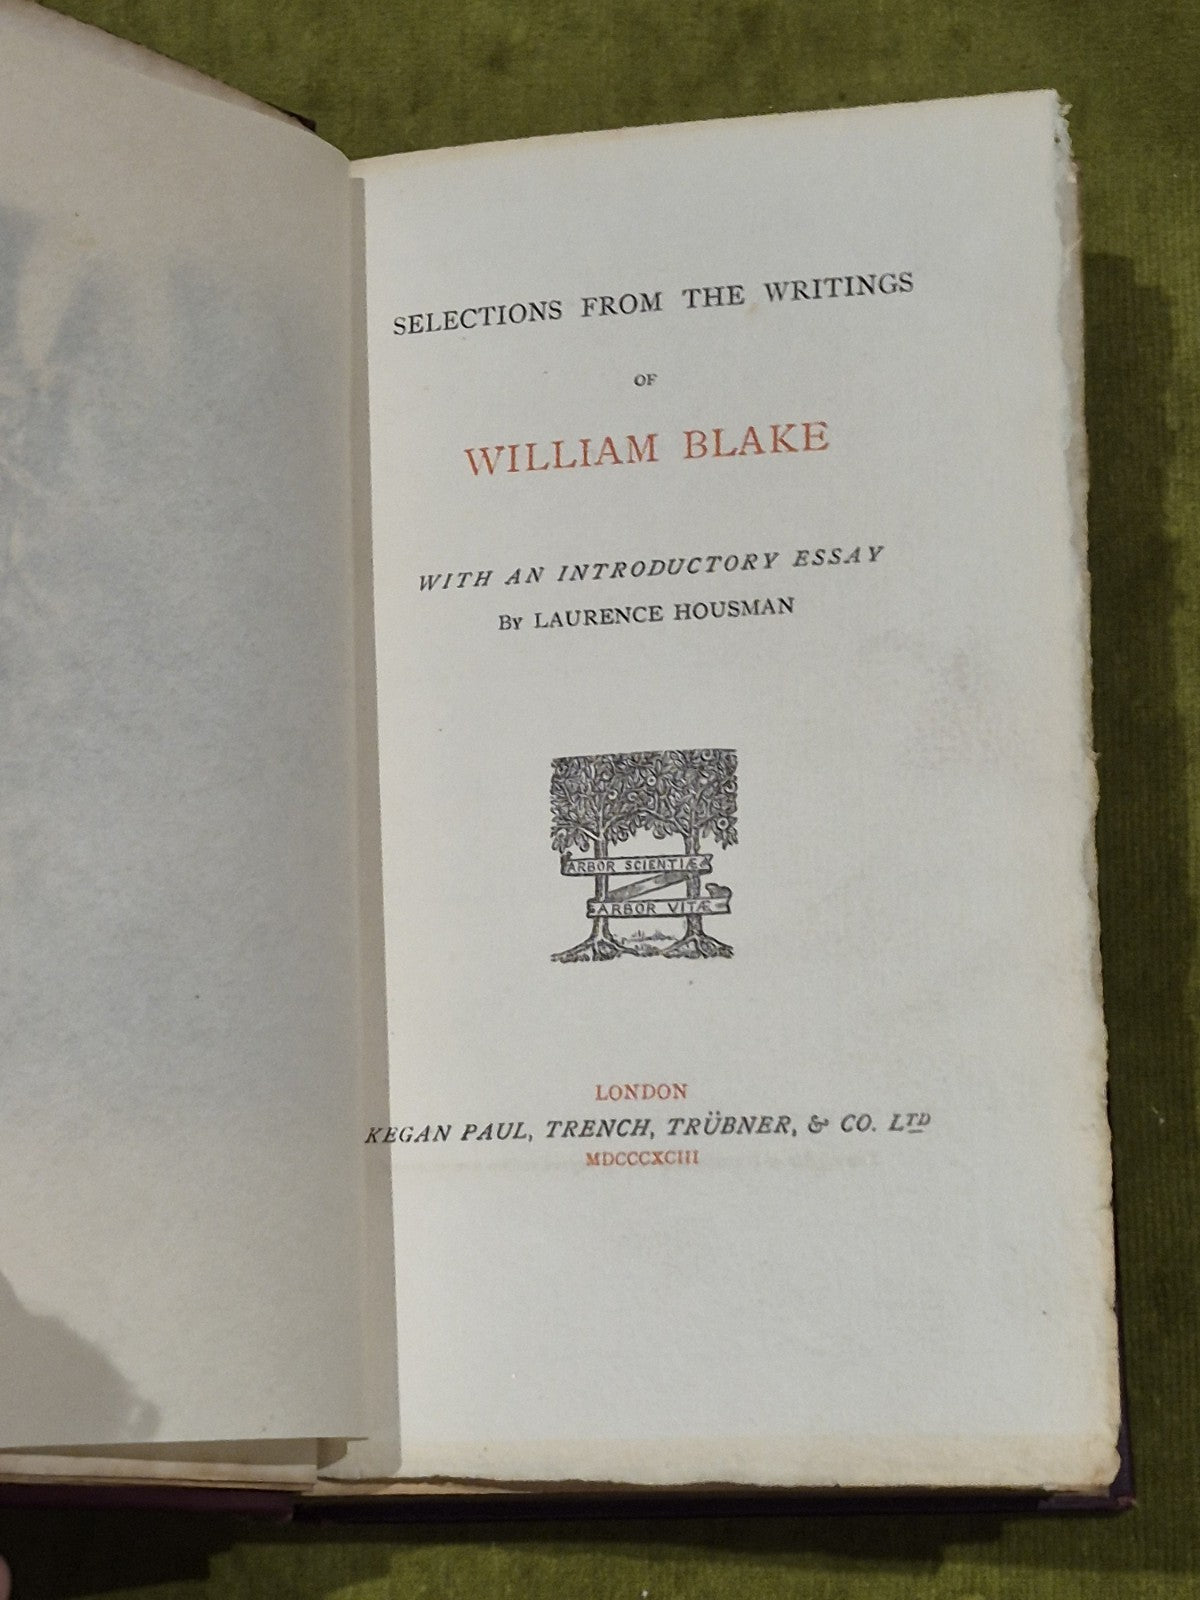 SELECTIONS FROM THE WRITINGS
OF
WILLIAM BLAKE
WITH AN INTRODUCTORY ESSAY
By LAURENCE HOUSMAN
ARBOR SCIENTIÆ
ARBOR VITÆ
LONDON
KEGAN PAUL, TRENCH, TRÜBNER, & CO. LTD
MDCCCXCIII